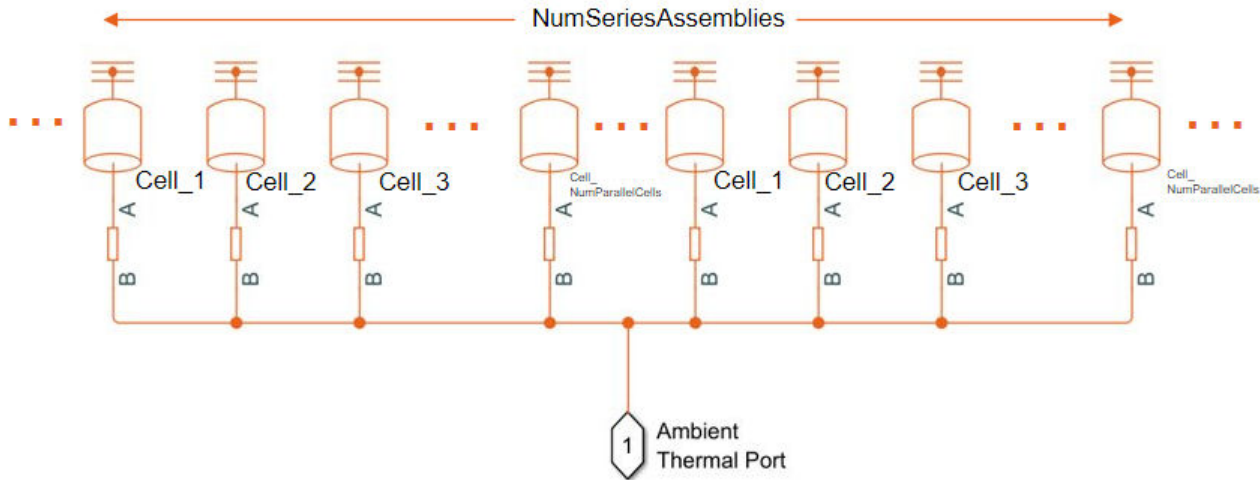 NumSeriesAssemblies
Cell_1
Cell_2
Cell_3
Cell_
NumParallelCells
Cell_1
Cell_2
Cell_3
Cell_
NumParallelCells
A A A A A A A A
B B B B B B B B
1
Ambient
Thermal Port